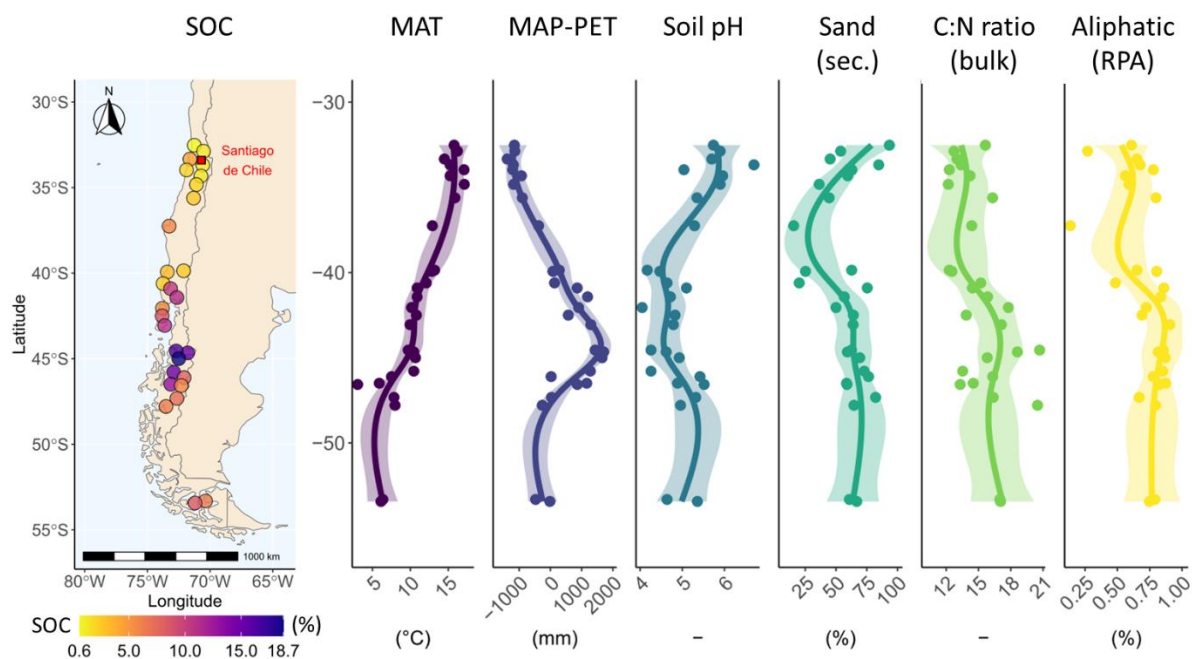 SOC
MAT
MAP-PET
Soil pH
Sand
(sec.)
C:N ratio
(bulk)
Aliphatic
(RPA)
N
Santiago
de Chile
30°S
35°S
40°S
45°S
50°S
55°S
Latitude
1000 km
80°W 75°W 70°W 65°W
Longitude
SOC (%)
0.6 5.0 10.0 15.0 18.7
−30
−40
−50
5 10 15
(°C)
−1000 0 1000 2000
(mm)
4 5 6
–
25 50 75 100
(%)
12 15 18 21
–
0.25 0.50 0.75 1.00
(%)